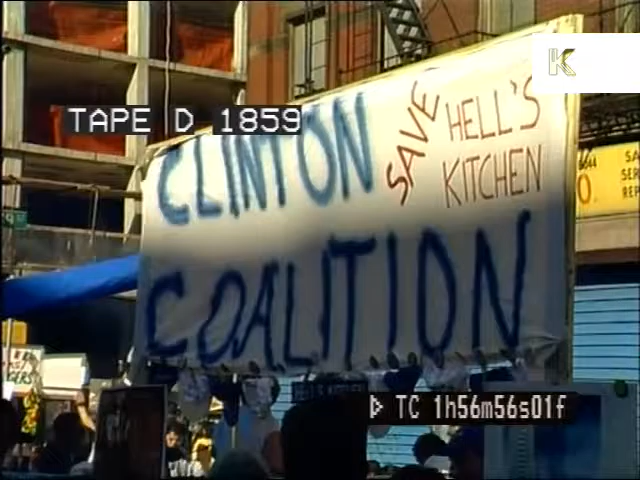 K
TAPE D 1859
CLINTON
SAVE
HELL'S
KITCHEN
COALITION
TC 1h56m56s01f